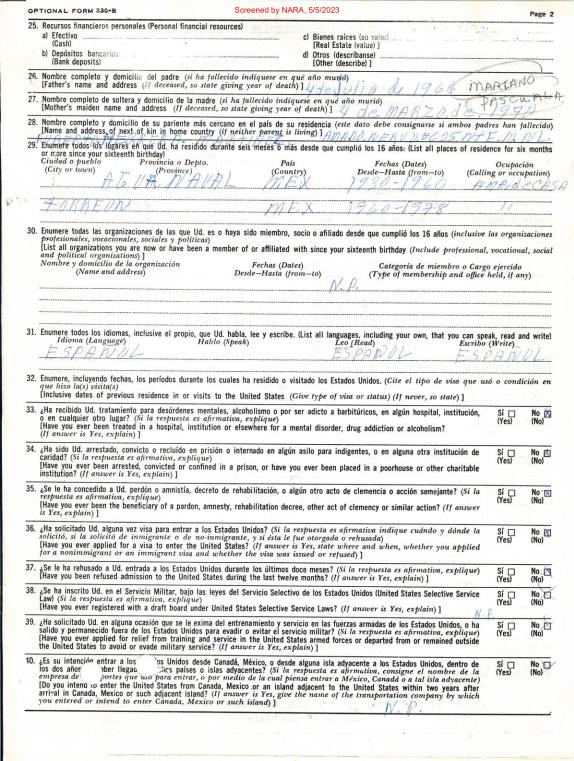 Screened by NARA, 5/5/2023
OPTIONAL FORM 230-B
Page 2
25. Recursos financieros personales (Personal financial resources)
a) Efectivo
(Cash)
c) Bienes raíces (su valor)
[Real Estate (value) ]
b) Depósitos bancarios
(Bank deposits)
d) Otros (descríbanse)
[Other (describe) ]
26. Nombre completo y domicilio del padre (si ha fallecido indíquese en qué año murió)
[Father's name and address (If deceased, so state giving year of death) ] 4 de Julio de MARIANO
27. Nombre completo de soltera y domicilio de la madre (si ha fallecido indíquese en qué año murió)
[Mother's maiden name and address (If deceased, so state giving year of death) ] 4 de MARZO PASCUALA
28. Nombre completo y domicilio de su pariente más cercano en el país de su residencia (este dato debe consignarse si ambos padres han fallecido)
[Name and address of next of kin in home country (if neither parent is living) ]
29. Enumere todos los lugares en que Ud. ha residido durante seis meses o más desde que cumplió los 16 años: (List all places of residence for six months
or more since your sixteenth birthday)
Ciudad o pueblo Provincia o Depto. País Fechas (Dates) Ocupación
(City or town) (Province) (Country) Desde—Hasta (from—to) (Calling or occupation)
AGUA NAVAL MEX 1930-1960 AMA de CASA
TORREON MEX 1960-1978 "
30. Enumere todas las organizaciones de las que Ud. es o haya sido miembro, socio o afiliado desde que cumplió los 16 años (inclusive las organizaciones
profesionales, vocacionales, sociales y políticas)
[List all organizations you are now or have been a member of or affiliated with since your sixteenth birthday (Include professional, vocational, social
and political organizations) ]
Nombre y domicilio de la organización Fechas (Dates) Categoría de miembro o Cargo ejercido
(Name and address) Desde—Hasta (from—to) (Type of membership and office held, if any)
N.P.
31. Enumere todos los idiomas, inclusive el propio, que Ud. habla, lee y escribe. (List all languages, including your own, that you can speak, read and write)
Idioma (Language) Hablo (Speak) Leo (Read) Escribo (Write)
ESPAÑOL ESPAÑOL ESPAÑOL
32. Enumere, incluyendo fechas, los períodos durante los cuales ha residido o visitado los Estados Unidos. (Cite el tipo de visa que usó o condición en
que hizo la(s) visita(s)
[Inclusive dates of previous residence in or visits to the United States (Give type of visa or status) (If never, so state) ]
33. ¿Ha recibido Ud. tratamiento para desórdenes mentales, alcoholismo o por ser adicto a barbitúricos, en algún hospital, institución,
o en cualquier otro lugar? (Si la respuesta es afirmativa, explique)
[Have you ever been treated in a hospital, institution or elsewhere for a mental disorder, drug addiction or alcoholism?
(If answer is Yes, explain) ]
Sí No
(Yes) (No)
34. ¿Ha sido Ud. arrestado, convicto o recluído en prisión o internado en algún asilo para indigentes, o en alguna otra institución de
caridad? (Si la respuesta es afirmativa, explique)
[Have you ever been arrested, convicted or confined in a prison, or have you ever been placed in a poorhouse or other charitable
institution? (If answer is Yes, explain) ]
Sí No
(Yes) (No)
35. ¿Se le ha concedido a Ud. perdón o amnistía, decreto de rehabilitación, o algún otro acto de clemencia o acción semejante? (Si la
respuesta es afirmativa, explique)
[Have you ever been the beneficiary of a pardon, amnesty, rehabilitation decree, other act of clemency or similar action? (If answer
is Yes, explain) ]
Sí No
(Yes) (No)
36. ¿Ha solicitado Ud. alguna vez visa para entrar a los Estados Unidos? (Si la respuesta es afirmativa indique cuándo y dónde la
solicitó, si la solicitó de inmigrante o de no-inmigrante, y si ésta le fue otorgada o rehusada)
[Have you ever applied for a visa to enter the United States? (If answer is Yes, state where and when, whether you applied
for a nonimmigrant or an immigrant visa and whether the visa was issued or refused) ]
Sí No
(Yes) (No)
37. ¿Se le ha rehusado a Ud. entrada a los Estados Unidos durante los últimos doce meses? (Si la respuesta es afirmativa, explique)
[Have you been refused admission to the United States during the last twelve months? (If answer is Yes, explain) ]
Sí No
(Yes) (No)
38. ¿Se ha inscrito Ud. en el Servicio Militar, bajo las leyes del Servicio Selectivo de los Estados Unidos (United States Selective Service
Law) (Si la respuesta es afirmativa, explique)
[Have you ever registered with a draft board under United States Selective Service Laws? (If answer is Yes, explain) ]
Sí No
(Yes) (No)
N.P.
39. ¿Ha solicitado Ud. en alguna ocasión que se le exima del entrenamiento y servicio en las fuerzas armadas de los Estados Unidos, o ha
salido y permanecido fuera de los Estados Unidos para evadir o evitar el servicio militar? (Si la respuesta es afirmativa, explique)
[Have you ever applied for relief from training and service in the armed forces or departed from or remained outside
the United States to avoid or evade military service? (If answer is Yes, explain) ]
Sí No
(Yes) (No)
40. ¿Es su intención entrar a los os Unidos desde Canadá, México, o desde alguna isla adyacente a los Estados Unidos, dentro de
los dos años ber llegado países o islas adyacentes? (Si la respuesta es afirmativa, consigne el nombre de la
empresa de portes que usó para entrar, o por medio de la cual piensa entrar a México, Canadá o a tal isla adyacente)
[Do you intend to enter the United States from Canada, Mexico or an island adjacent to the United States within two years after
arrival in Canada, Mexico or such adjacent island? (If answer is Yes, give the name of the transportation company by which
you entered or intend to enter Canada, Mexico or such island) ]
Sí No
(Yes) (No)
N.P.